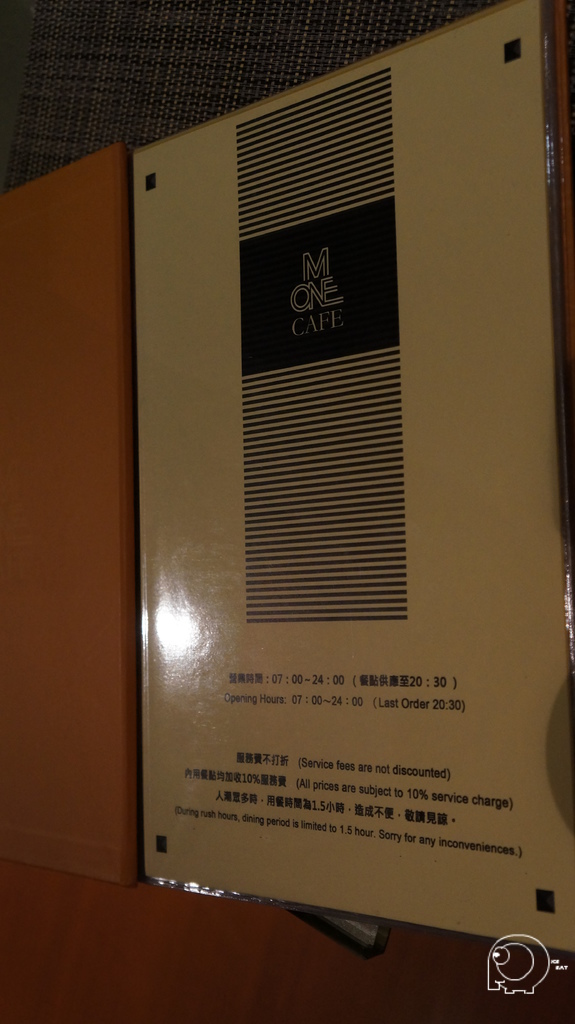 M
ONE
CAFE
營業時間：07：00~24：00 （餐點供應至20：30 ）
Opening Hours: 07：00～24：00 （Last Order 20:30)
服務費不打折 (Service fees are not discounted)
內用餐點均加收10%服務費 (All prices are subject to 10% service charge)
人潮眾多時，用餐時間為1.5小時，造成不便，敬請見諒。
(During rush hours, dining period is limited to 1.5 hour. Sorry for any inconveniences.)
ICE
EAT